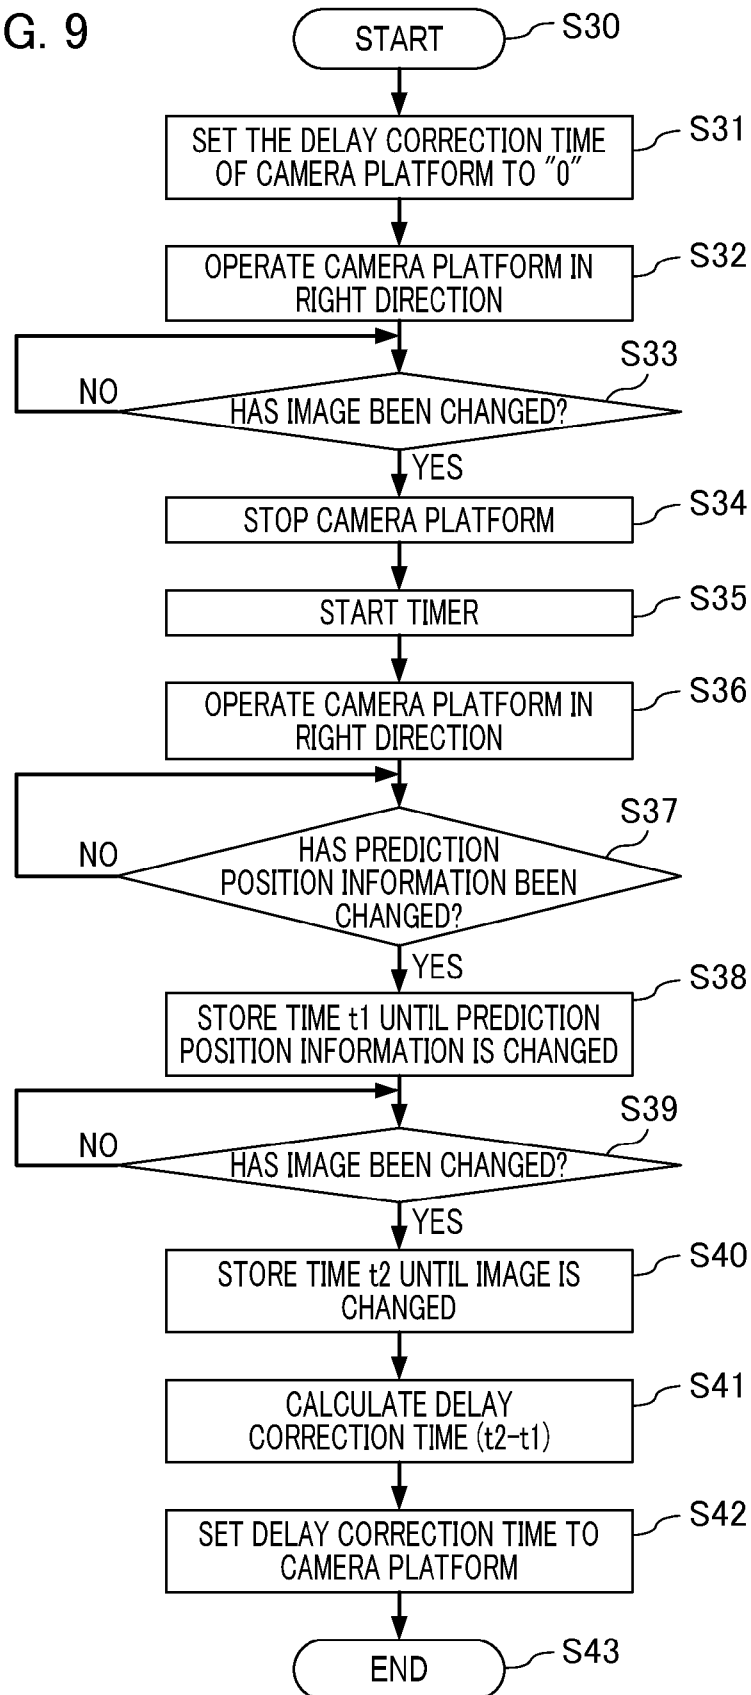 G. 9
START
S30
SET THE DELAY CORRECTION TIME
OF CAMERA PLATFORM TO "0"
S31
OPERATE CAMERA PLATFORM IN
RIGHT DIRECTION
S32
HAS IMAGE BEEN CHANGED?
S33
NO
YES
STOP CAMERA PLATFORM
S34
START TIMER
S35
OPERATE CAMERA PLATFORM IN
RIGHT DIRECTION
S36
HAS PREDICTION
POSITION INFORMATION BEEN
CHANGED?
S37
NO
YES
STORE TIME t1 UNTIL PREDICTION
POSITION INFORMATION IS CHANGED
S38
HAS IMAGE BEEN CHANGED?
S39
NO
YES
STORE TIME t2 UNTIL IMAGE IS
CHANGED
S40
CALCULATE DELAY
CORRECTION TIME (t2-t1)
S41
SET DELAY CORRECTION TIME TO
CAMERA PLATFORM
S42
END
S43